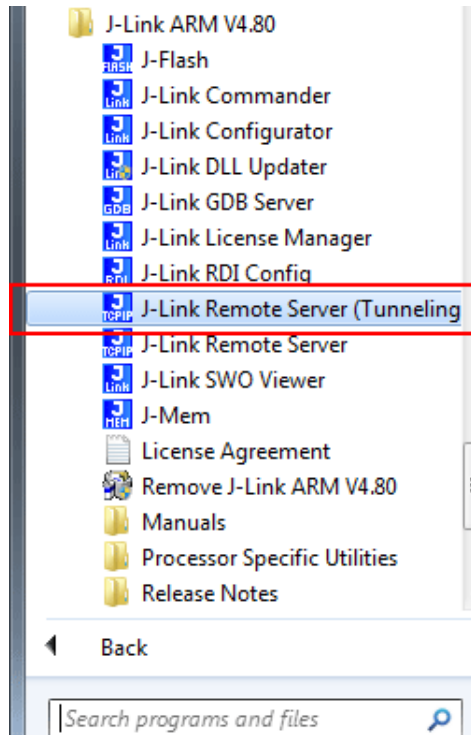 J-Link ARM V4.80
J-Flash
J-Link Commander
J-Link Configurator
J-Link DLL Updater
J-Link GDB Server
J-Link License Manager
J-Link RDI Config
J-Link Remote Server (Tunneling
J-Link Remote Server
J-Link SWO Viewer
J-Mem
License Agreement
Remove J-Link ARM V4.80
Manuals
Processor Specific Utilities
Release Notes
Back
Search programs and files